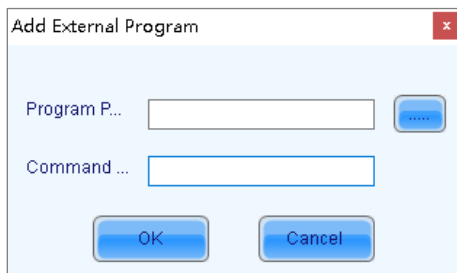 Add External Program x
Program P... .....
Command ...
OK Cancel